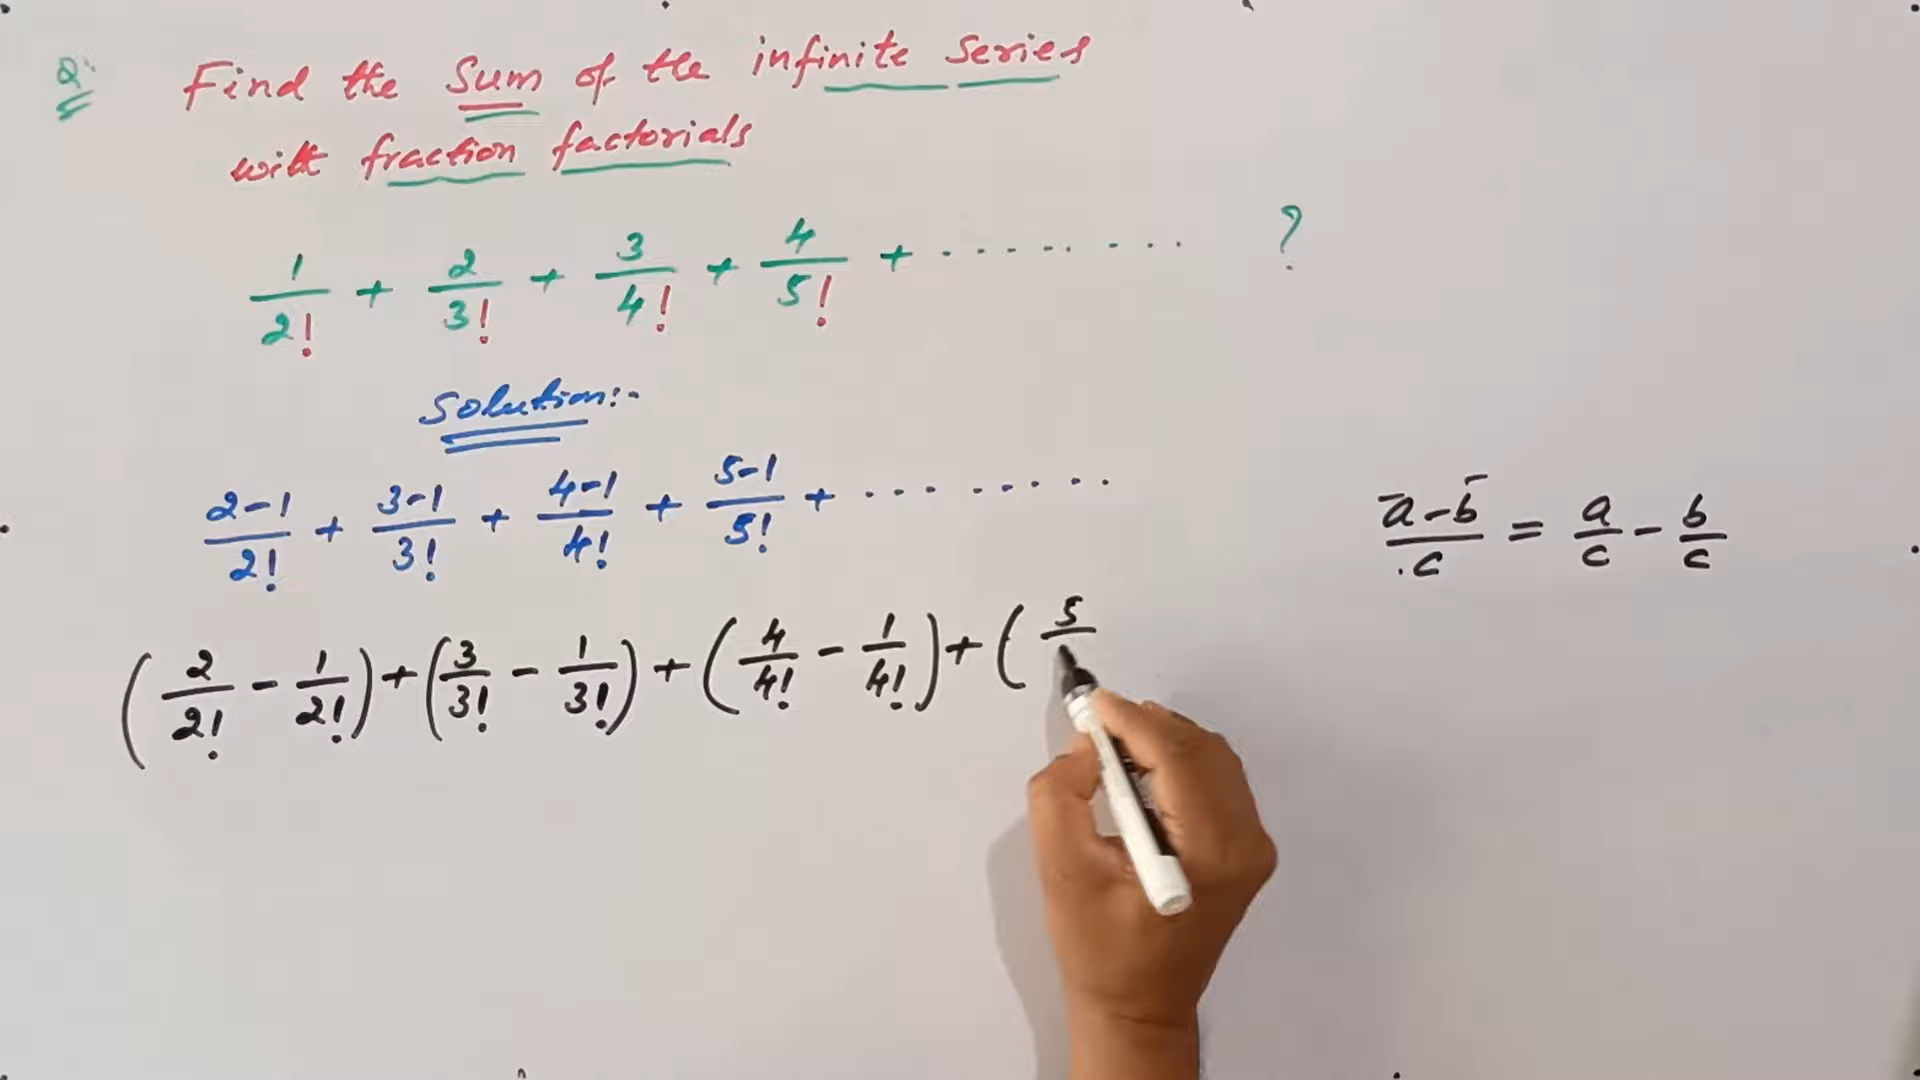 Q:
Find the Sum of the infinite series
with fraction factorials
1/2! + 2/3! + 3/4! + 4/5! + ......... ?
Solution:-
2-1/2! + 3-1/3! + 4-1/4! + 5-1/5! + .........
a-b/c = a/c - b/c
(2/2! - 1/2!) + (3/3! - 1/3!) + (4/4! - 1/4!) + (5/